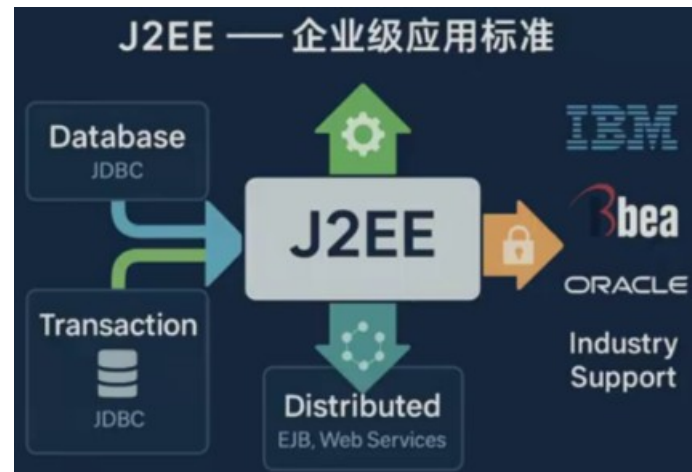 J2EE — 企业级应用标准
Database
JDBC
Transaction
JDBC
J2EE
Distributed
EJB, Web Services
IBM
bea
ORACLE
Industry
Support